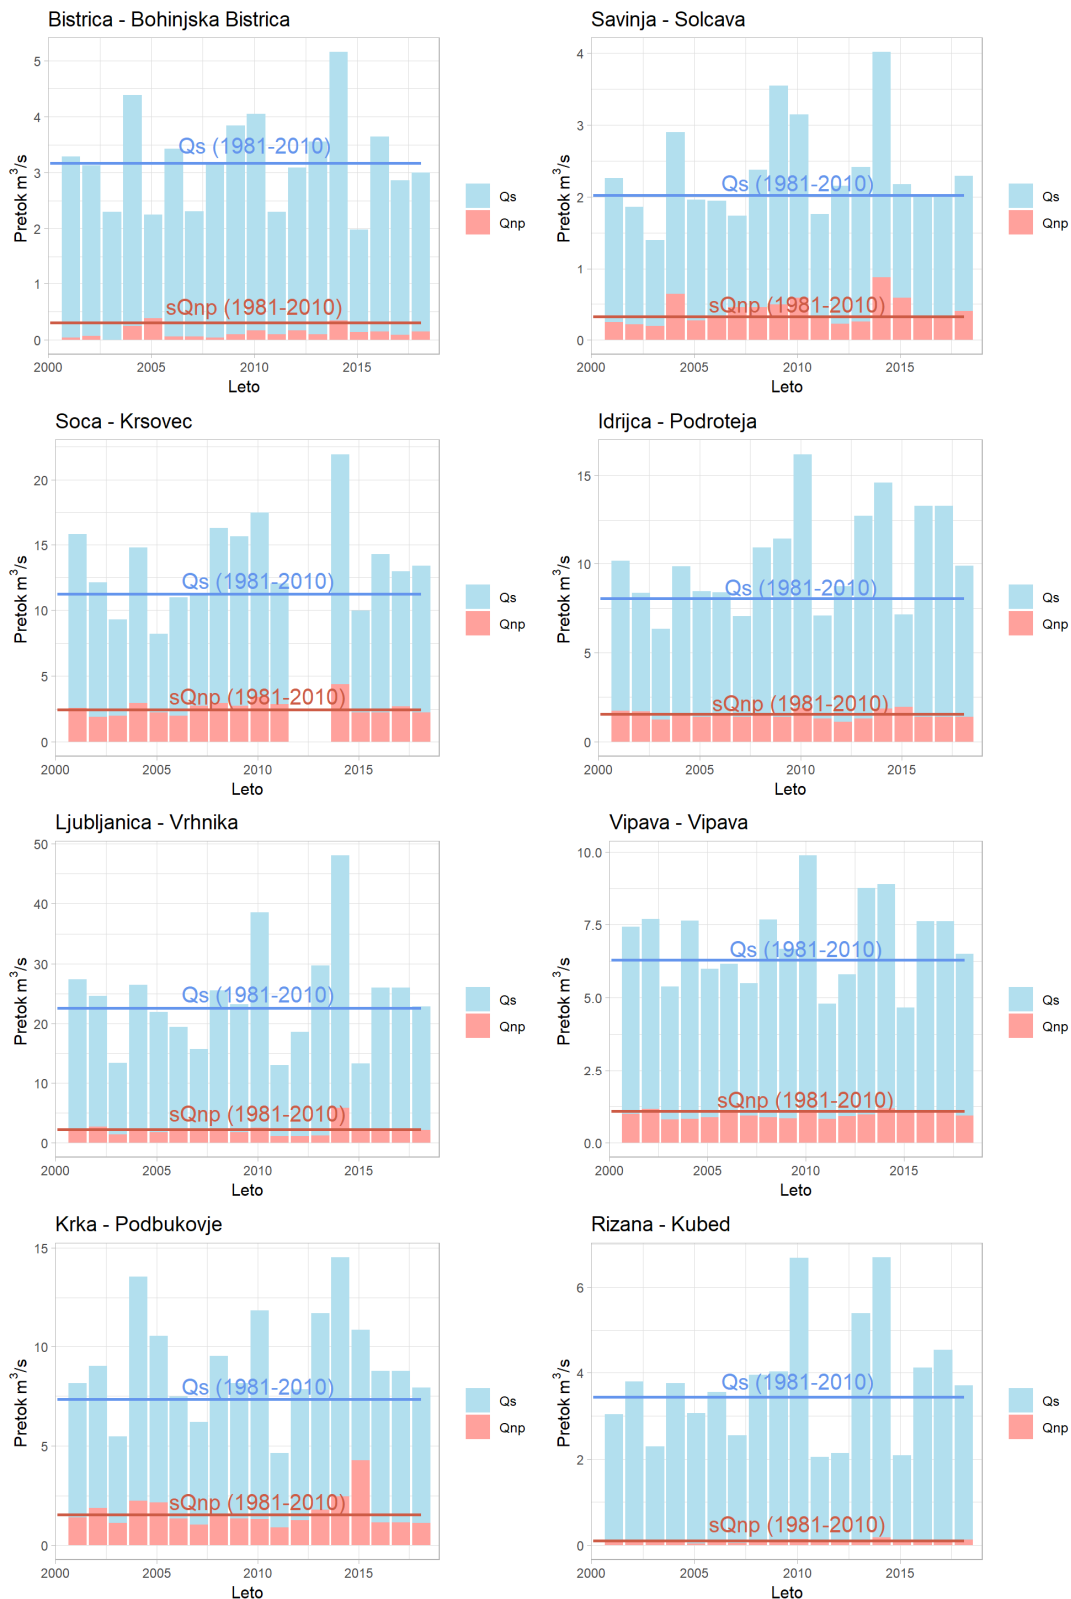 Bistrica - Bohinjska Bistrica
5
4
3
2
1
0
Qs (1981-2010)
sQnp (1981-2010)
2000 2005 2010 2015
Leto
Pretok m³/s
Qs
Qnp
Savinja - Solcava
4
3
2
1
0
Qs (1981-2010)
sQnp (1981-2010)
2000 2005 2010 2015
Leto
Pretok m³/s
Qs
Qnp
Soca - Krsovec
20
15
10
5
0
Qs (1981-2010)
sQnp (1981-2010)
2000 2005 2010 2015
Leto
Pretok m³/s
Qs
Qnp
Idrijca - Podroteja
15
10
5
0
Qs (1981-2010)
sQnp (1981-2010)
2000 2005 2010 2015
Leto
Pretok m³/s
Qs
Qnp
Ljubljanica - Vrhnika
50
40
30
20
10
0
Qs (1981-2010)
sQnp (1981-2010)
2000 2005 2010 2015
Leto
Pretok m³/s
Qs
Qnp
Vipava - Vipava
10.0
7.5
5.0
2.5
0.0
Qs (1981-2010)
sQnp (1981-2010)
2000 2005 2010 2015
Leto
Pretok m³/s
Qs
Qnp
Krka - Podbukovje
15
10
5
0
Qs (1981-2010)
sQnp (1981-2010)
2000 2005 2010 2015
Leto
Pretok m³/s
Qs
Qnp
Rizana - Kubed
6
4
2
0
Qs (1981-2010)
sQnp (1981-2010)
2000 2005 2010 2015
Leto
Pretok m³/s
Qs
Qnp